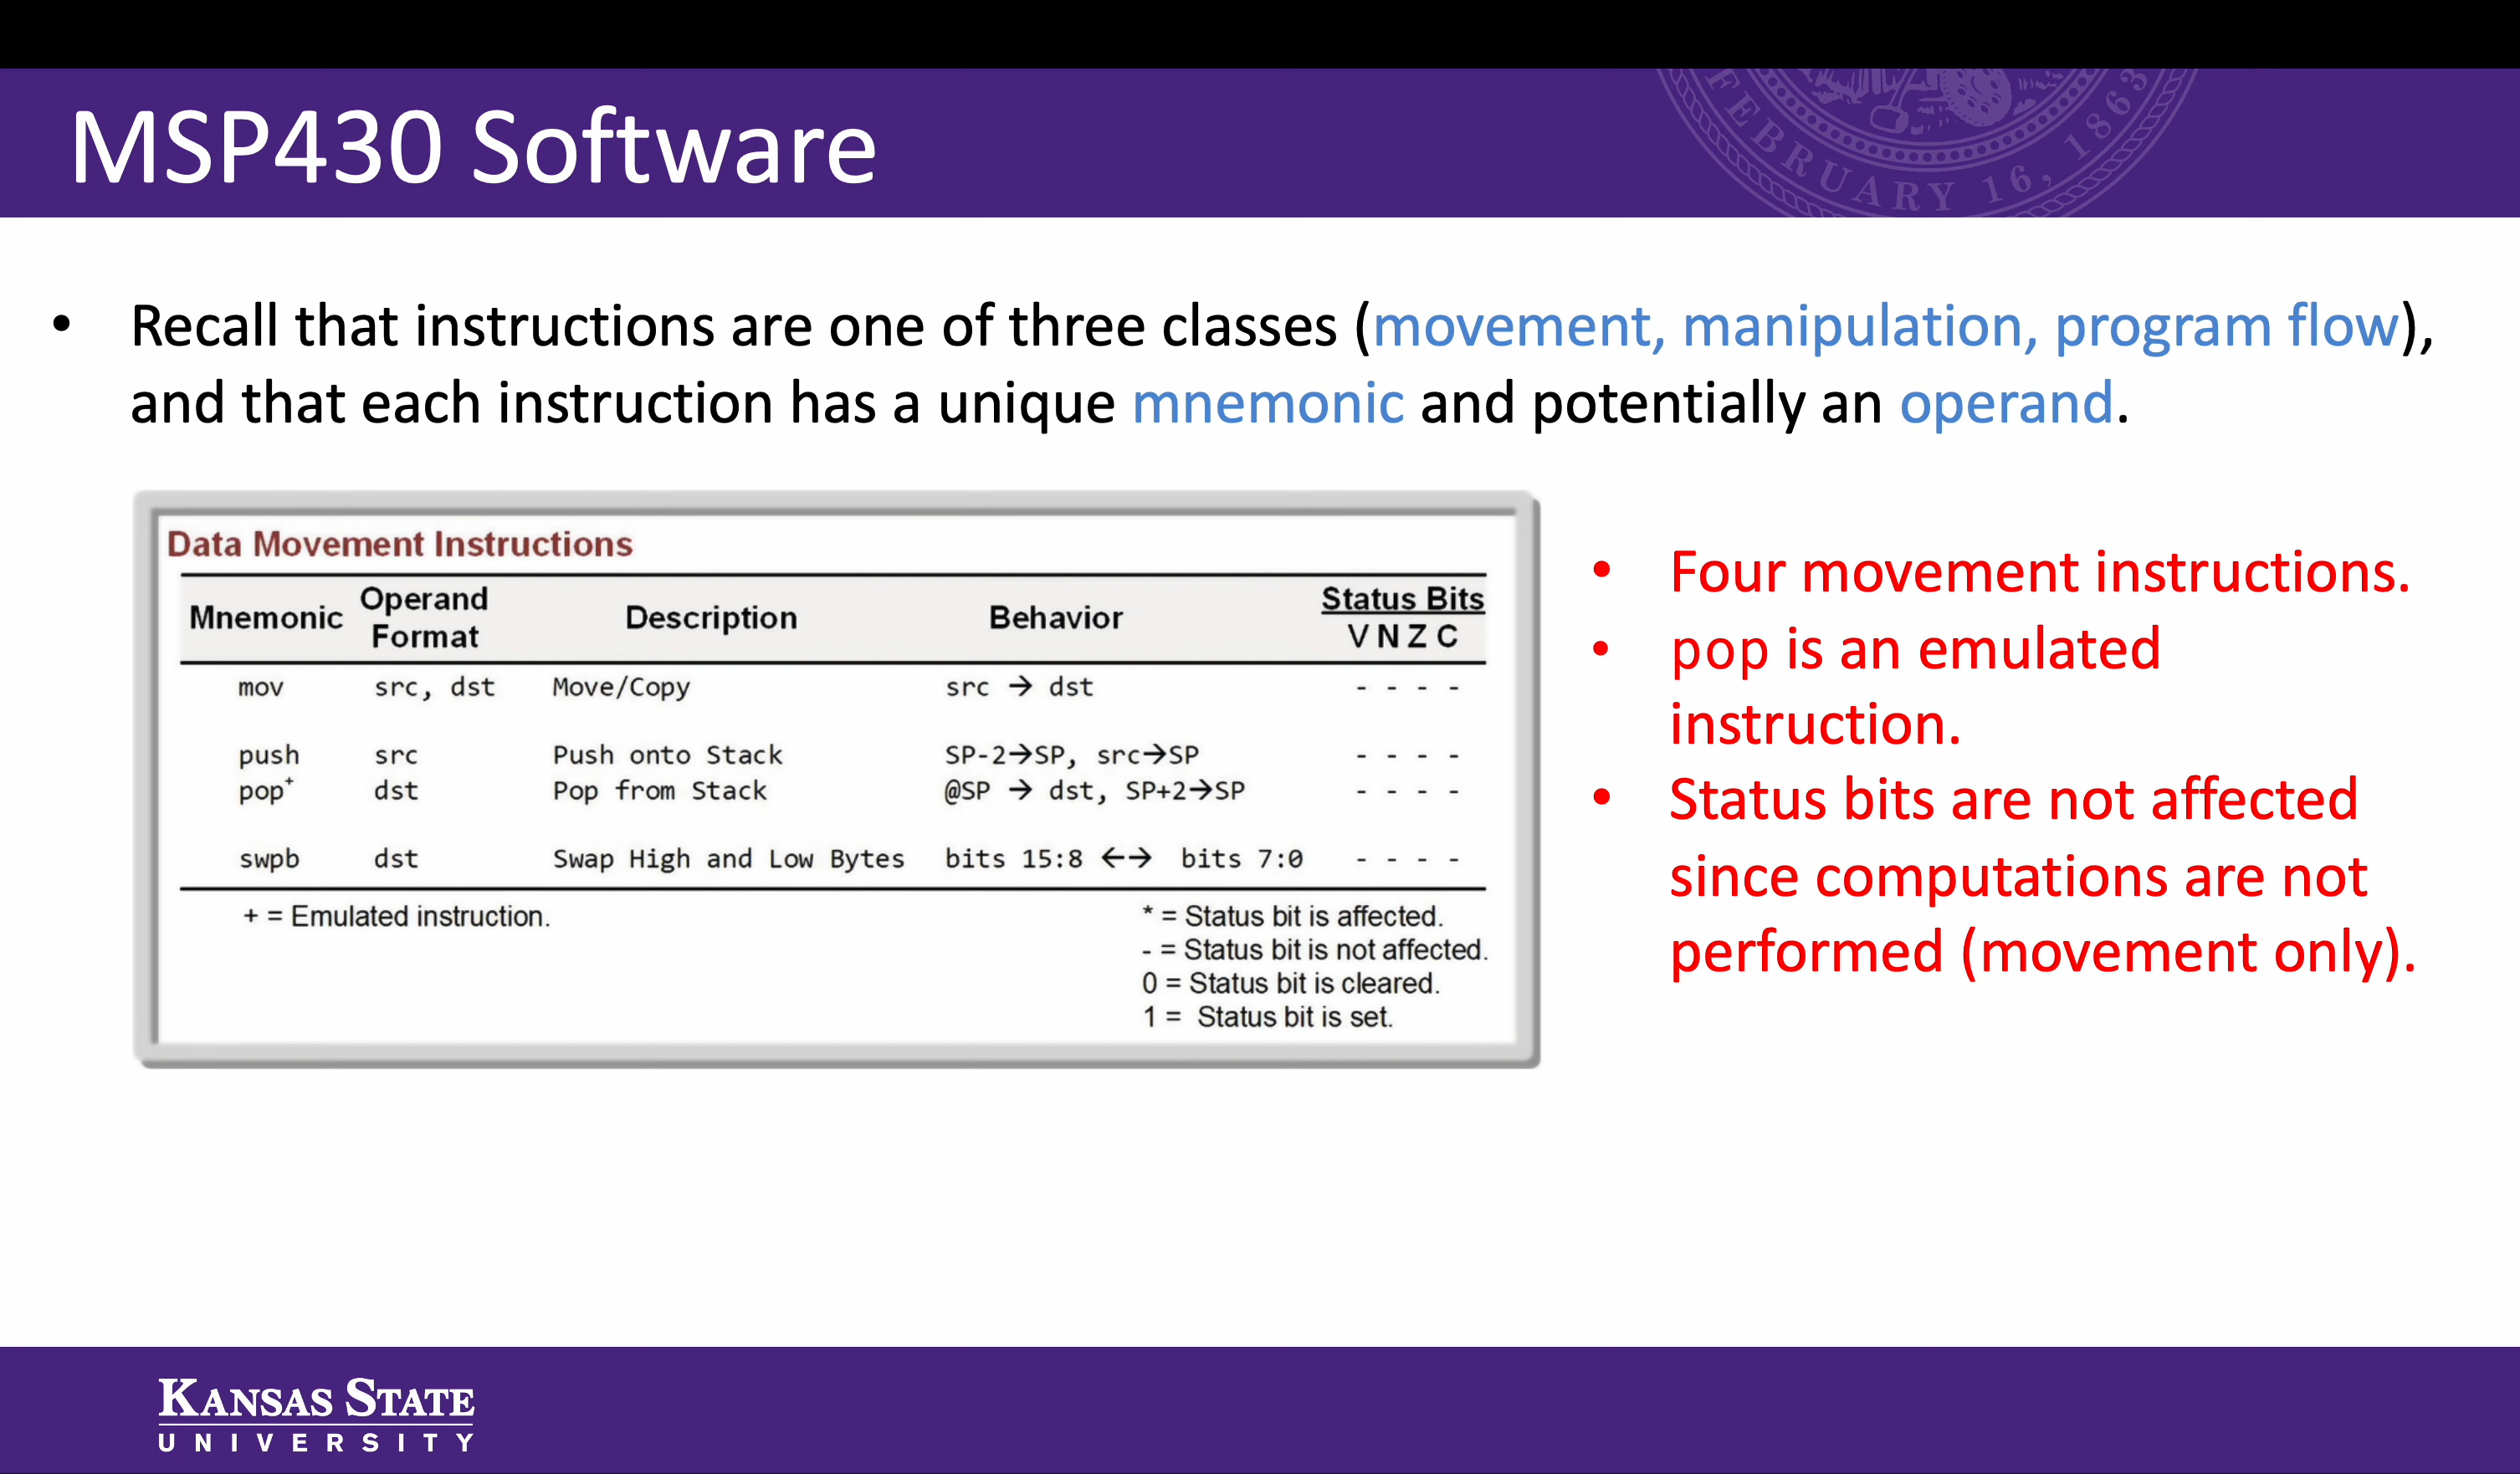 FEBRUARY 16, 1863
MSP430 Software
• Recall that instructions are one of three classes (movement, manipulation, program flow),
and that each instruction has a unique mnemonic and potentially an operand.
Data Movement Instructions
Mnemonic Operand Format Description Behavior Status Bits V N Z C
mov src, dst Move/Copy src → dst - - - -
push src Push onto Stack SP-2→SP, src→SP - - - -
pop+ dst Pop from Stack @SP → dst, SP+2→SP - - - -
swpb dst Swap High and Low Bytes bits 15:8 ←→ bits 7:0 - - - -
+ = Emulated instruction.
* = Status bit is affected.
- = Status bit is not affected.
0 = Status bit is cleared.
1 = Status bit is set.
• Four movement instructions.
• pop is an emulated
instruction.
• Status bits are not affected
since computations are not
performed (movement only).
KANSAS STATE
UNIVERSITY